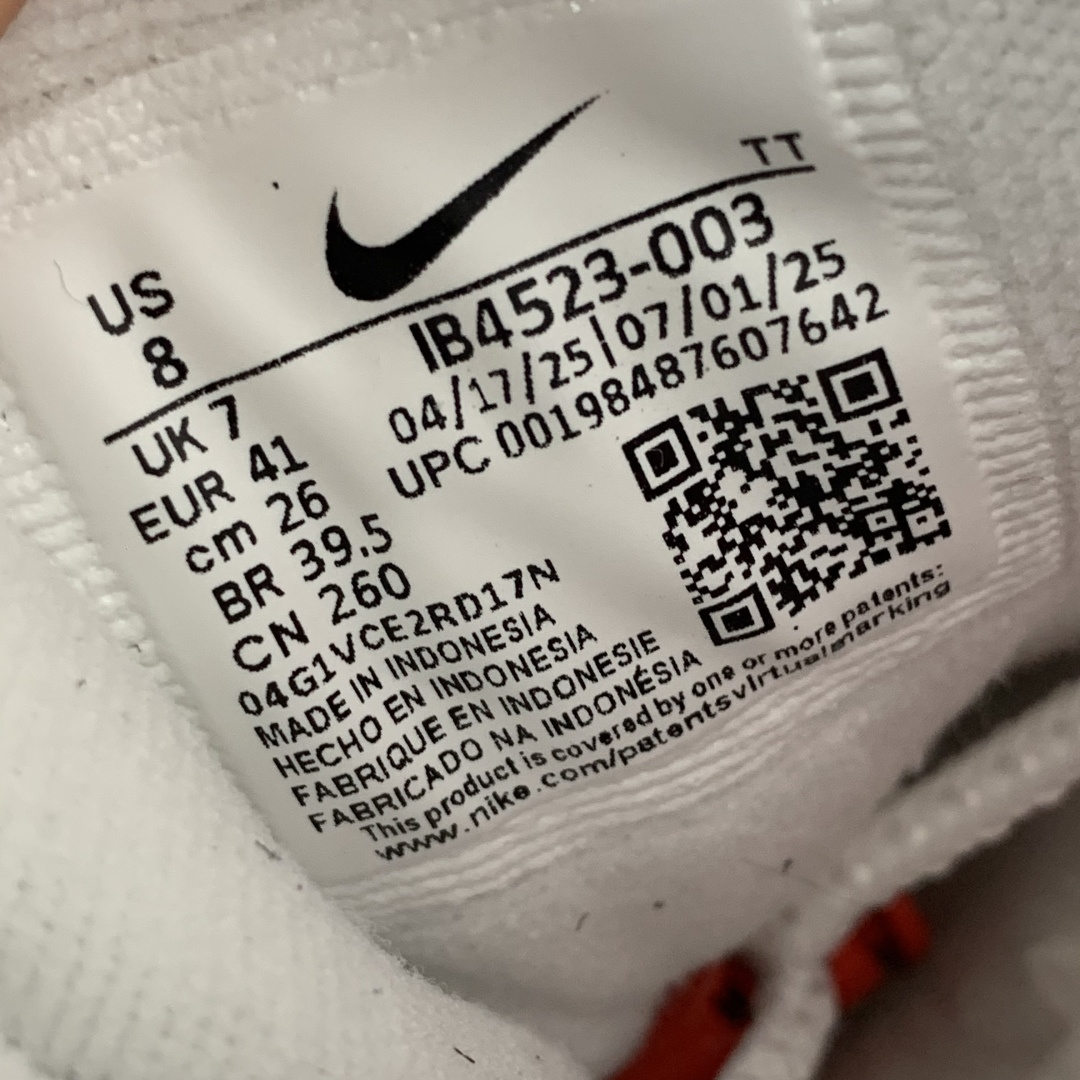 TT
US
8
IB4523-003
04/17/25|07/01/25
UPC 00198487607642
UK 7
EUR 41
cm 26
BR 39.5
CN 260
04G1VCE2RD17N
MADE IN INDONESIA
HECHO EN INDONESIA
FABRIQUE EN INDONESIE
FABRICADO NA INDONÉSIA
This product is covered by one or more patents:
www.nike.com/patentsvirtualmarking